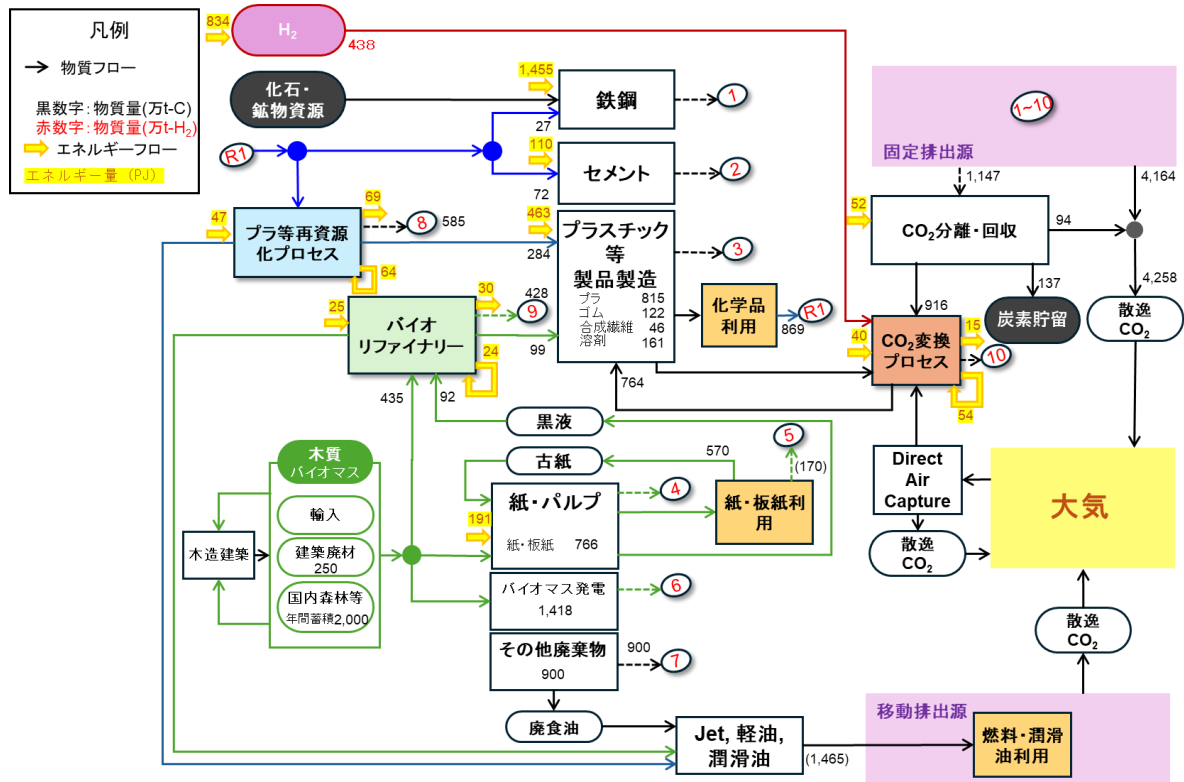 凡例
物質フロー
黒数字：物質量(万t-C)
赤数字：物質量(万t-H₂)
エネルギーフロー
エネルギー量（PJ）
834
H₂
438
化石・
鉱物資源
1,455
鉄鋼
1
27
R1
110
セメント
2
72
47
プラ等再資源
化プロセス
69
8
585
64
463
プラスチック
等
製品製造
プラ 815
ゴム 122
合成繊維 46
溶剤 161
3
284
428
25
バイオ
リファイナリー
30
9
24
99
化学品
利用
R1
869
764
1~10
固定排出源
1,147
4,164
52
CO₂分離・回収
94
916
137
炭素貯留
4,258
散逸
CO₂
40
CO₂変換
プロセス
15
10
54
435
92
黒液
古紙
570
5
(170)
木質
バイオマス
輸入
建築廃材
250
国内森林等
年間蓄積2,000
木造建築
191
紙・パルプ
紙・板紙 766
4
紙・板紙利
用
バイオマス発電
1,418
6
その他廃棄物
900
900
7
廃食油
Jet, 軽油,
潤滑油
(1,465)
Direct
Air
Capture
散逸
CO₂
大気
散逸
CO₂
移動排出源
燃料・潤滑
油利用